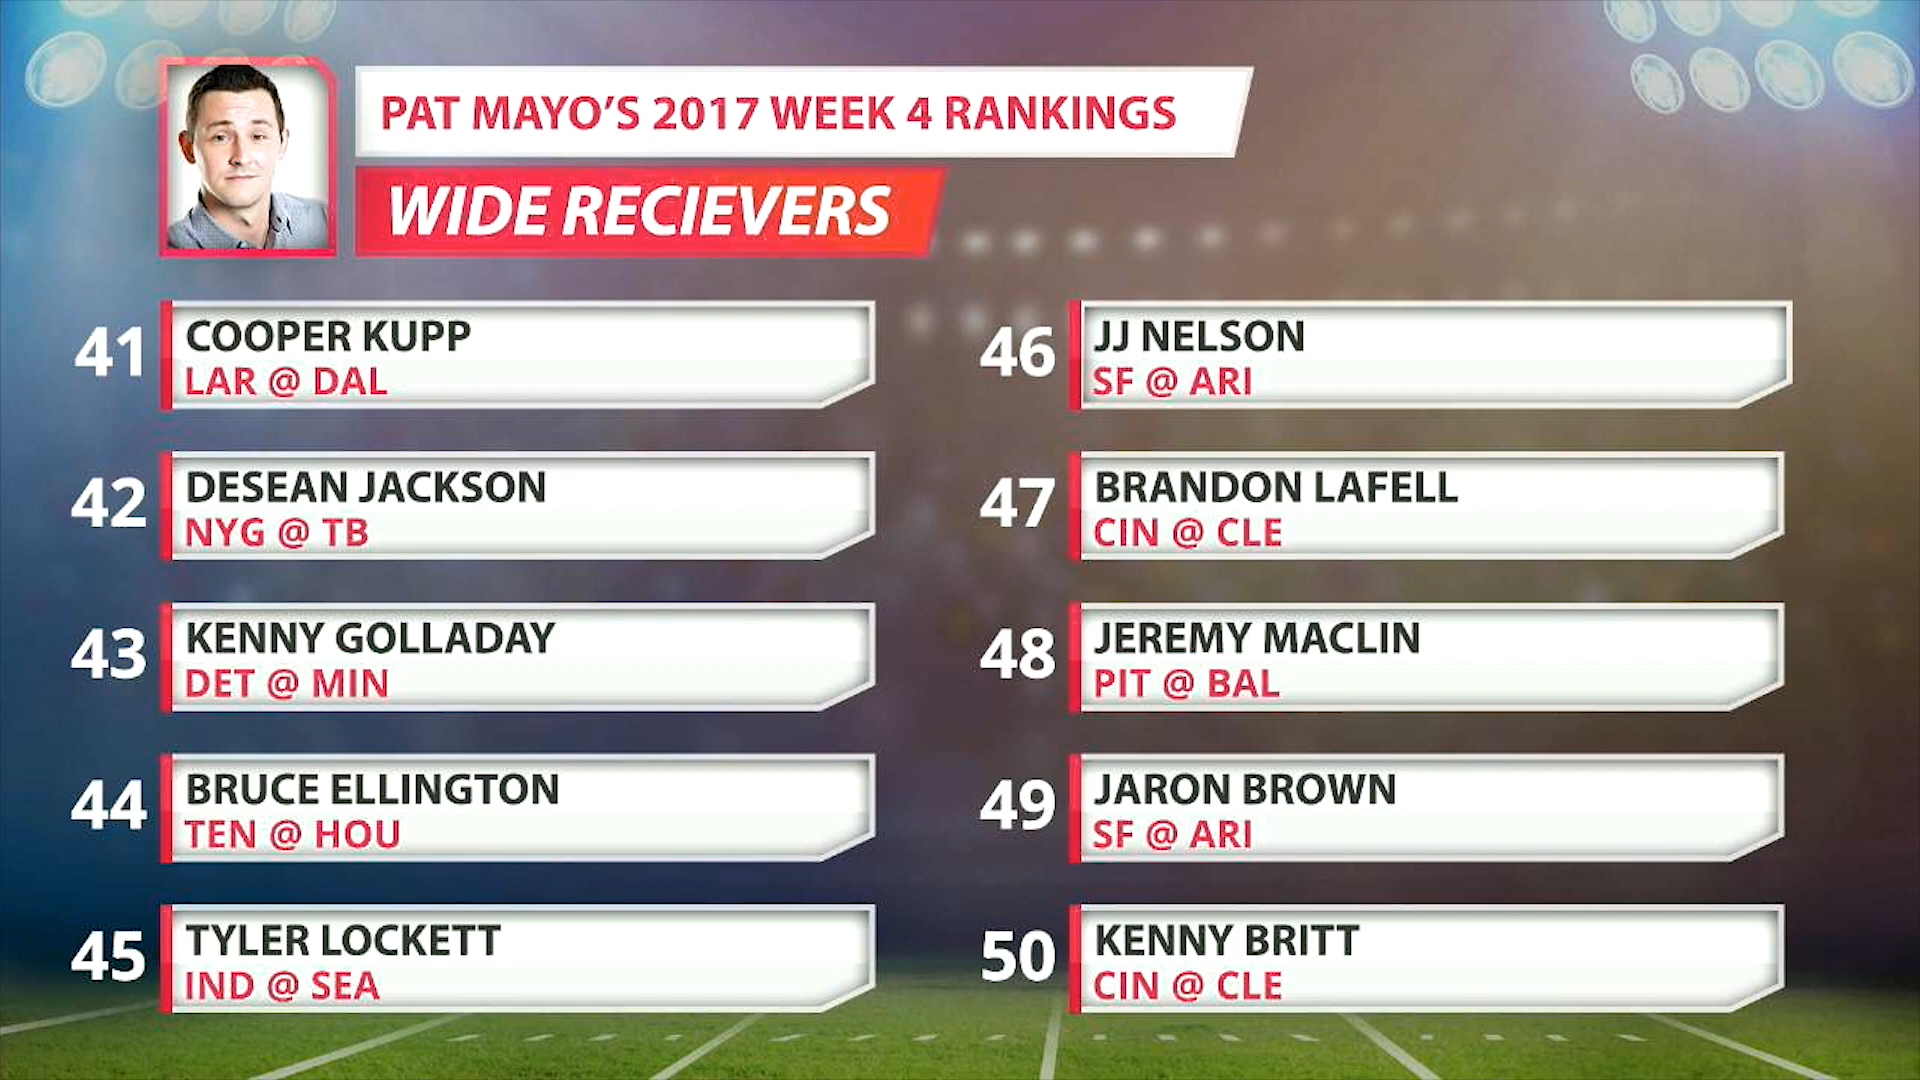 PAT MAYO'S 2017 WEEK 4 RANKINGS
WIDE RECIEVERS
41
COOPER KUPP
LAR @ DAL
42
DESEAN JACKSON
NYG @ TB
43
KENNY GOLLADAY
DET @ MIN
44
BRUCE ELLINGTON
TEN @ HOU
45
TYLER LOCKETT
IND @ SEA
46
JJ NELSON
SF @ ARI
47
BRANDON LAFELL
CIN @ CLE
48
JEREMY MACLIN
PIT @ BAL
49
JARON BROWN
SF @ ARI
50
KENNY BRITT
CIN @ CLE